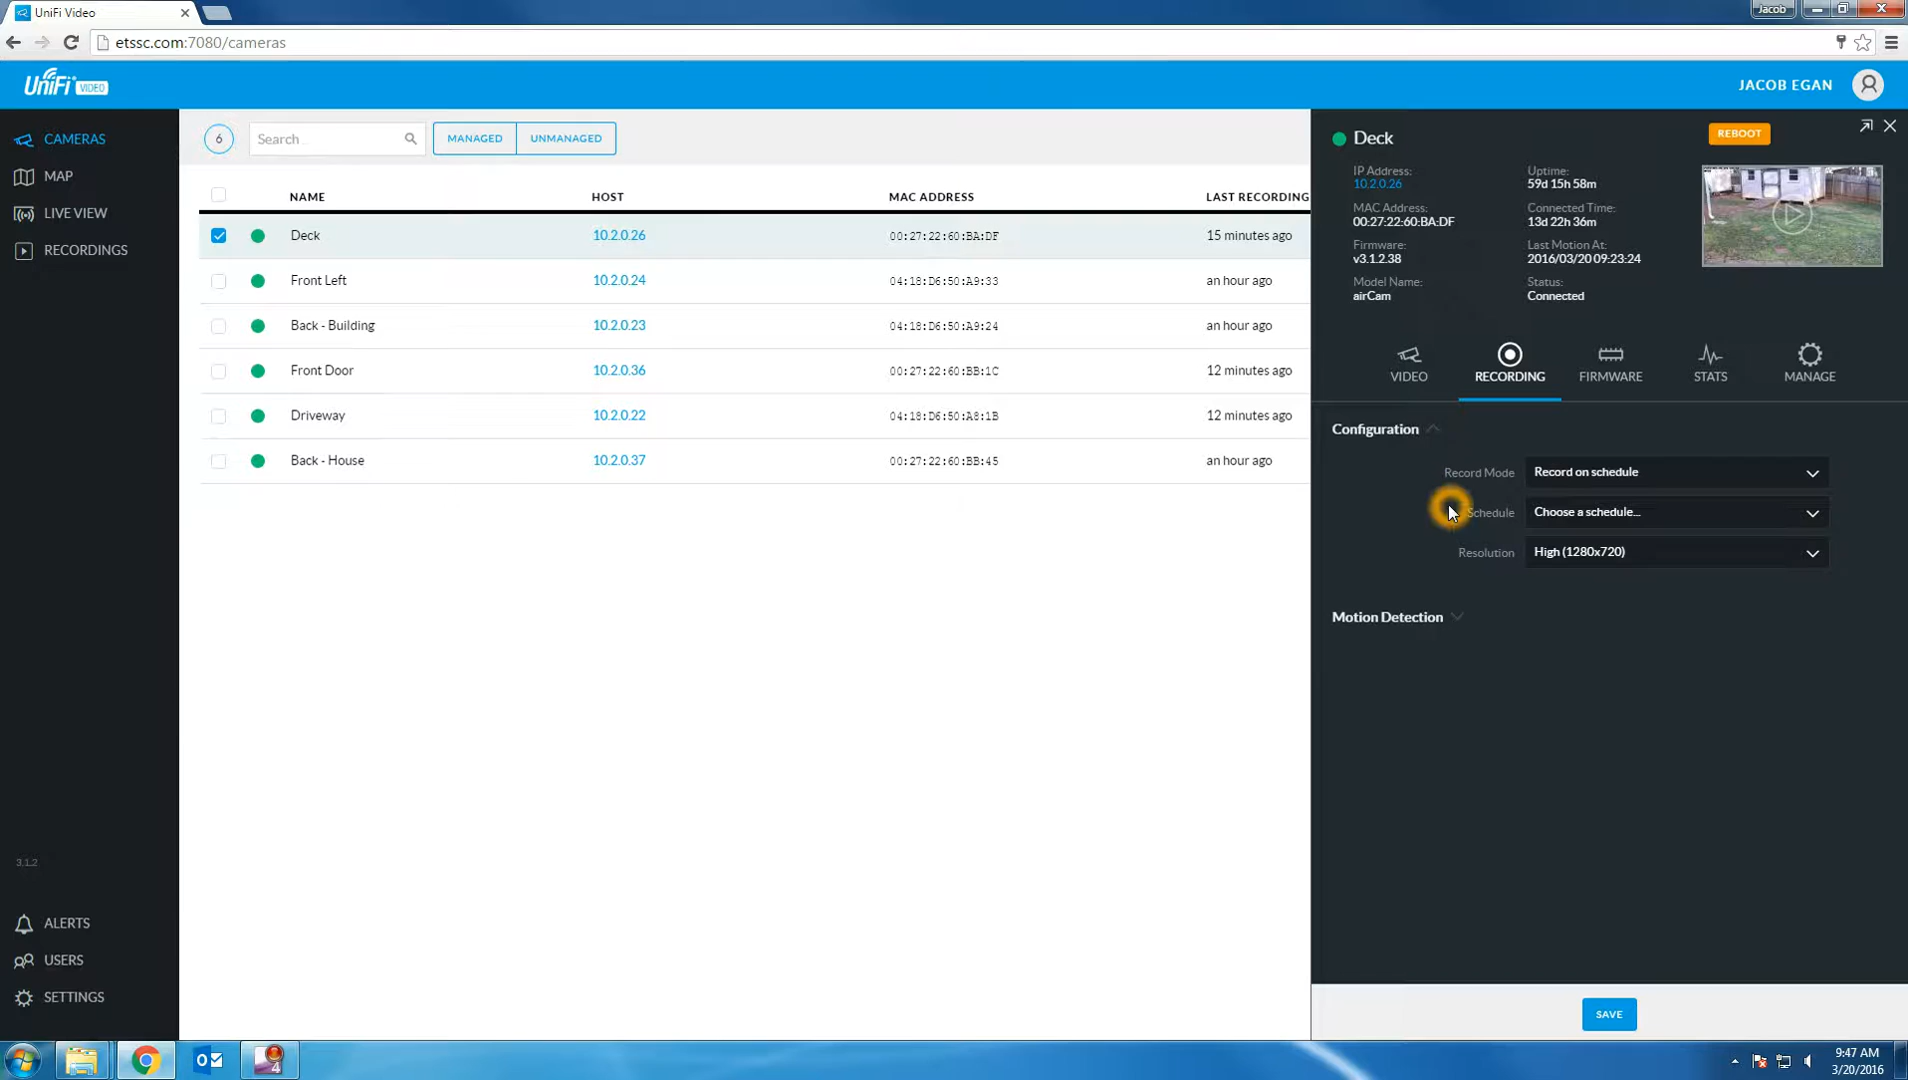 UniFi Video
Jacob
etssc.com:7080/cameras
UniFi VIDEO
JACOB EGAN
CAMERAS
MAP
LIVE VIEW
RECORDINGS
3.1.2
ALERTS
USERS
SETTINGS
6
Search
MANAGED
UNMANAGED
NAME HOST MAC ADDRESS LAST RECORDING
Deck 10.2.0.26 00:27:22:60:BA:DF 15 minutes ago
Front Left 10.2.0.24 04:18:D6:50:A9:33 an hour ago
Back - Building 10.2.0.23 04:18:D6:50:A9:24 an hour ago
Front Door 10.2.0.36 00:27:22:60:BB:1C 12 minutes ago
Driveway 10.2.0.22 04:18:D6:50:A8:1B 12 minutes ago
Back - House 10.2.0.37 00:27:22:60:BB:45 an hour ago
Deck
REBOOT
IP Address: Uptime:
10.2.0.26 59d 15h 58m
MAC Address: Connected Time:
00:27:22:60:BA:DF 13d 22h 36m
Firmware: Last Motion At:
v3.1.2.38 2016/03/20 09:23:24
Model Name: Status:
airCam Connected
VIDEO RECORDING FIRMWARE STATS MANAGE
Configuration
Record Mode Record on schedule
Schedule Choose a schedule...
Resolution High (1280x720)
Motion Detection
SAVE
4
9:47 AM
3/20/2016